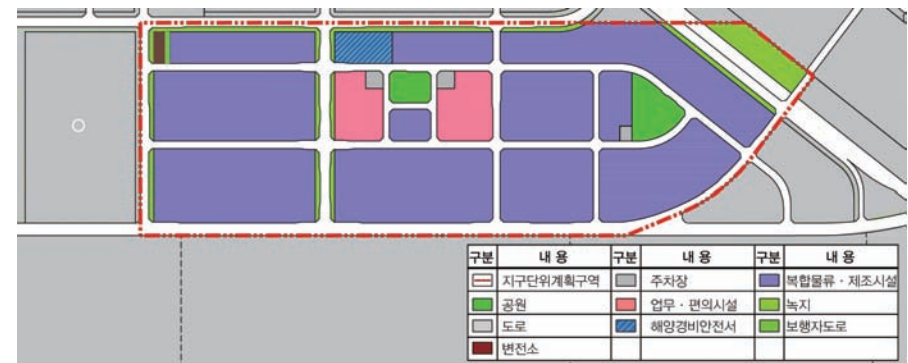 구분 내 용 구분 내 용 구분 내 용
지구단위계획구역 주차장 복합물류 · 제조시설
공원 업무 · 편의시설 녹지
도로 해양경비안전서 보행자도로
변전소